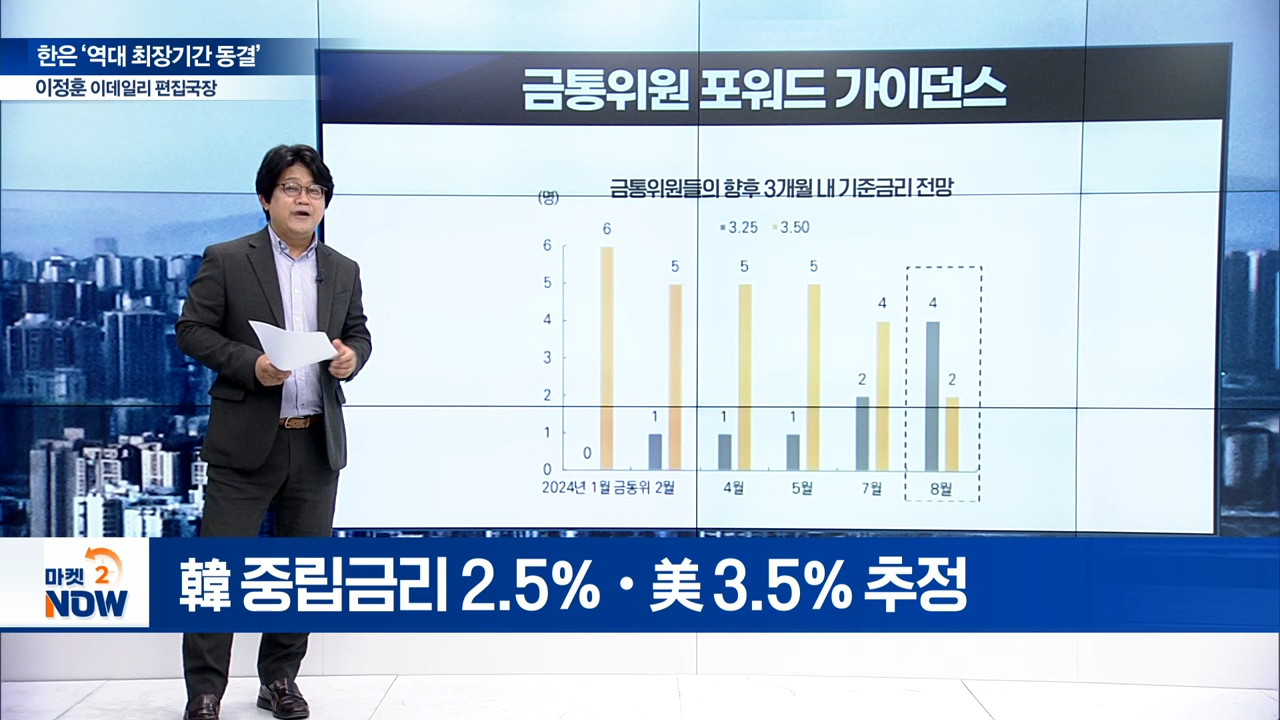 한은 ‘역대 최장기간 동결’
이정훈 이데일리 편집국장
금통위원 포워드 가이던스
금통위원들의 향후 3개월 내 기준금리 전망
(명)
3.25 3.50
6
5
4
3
2
1
0
0 6
1 5
1 5
1 5
2 4
4 2
2024년 1월 금통위 2월 4월 5월 7월 8월
마켓 2
NOW
韓 중립금리 2.5%·美 3.5% 추정